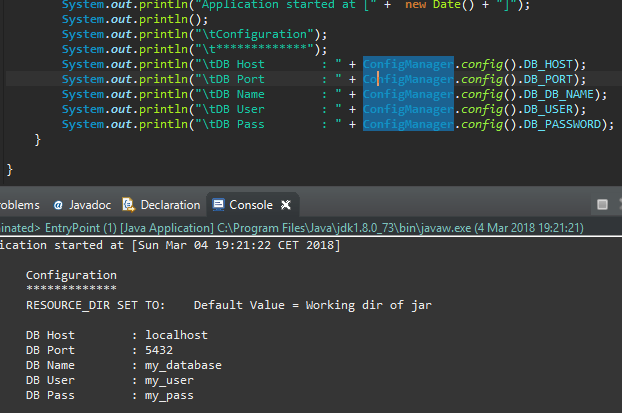 System.out.println("Application started at [" +  new Date() + "]");
System.out.println();
System.out.println("\tConfiguration");
System.out.println("\t*************");
System.out.println("\tDB Host        : " + ConfigManager.config().DB_HOST);
System.out.println("\tDB Port        : " + ConfigManager.config().DB_PORT);
System.out.println("\tDB Name        : " + ConfigManager.config().DB_DB_NAME);
System.out.println("\tDB User        : " + ConfigManager.config().DB_USER);
System.out.println("\tDB Pass        : " + ConfigManager.config().DB_PASSWORD);
}
}
roblems @ Javadoc Declaration Console
minated> EntryPoint (1) [Java Application] C:\Program Files\Java\jdk1.8.0_73\bin\javaw.exe (4 Mar 2018 19:21:21)
ication started at [Sun Mar 04 19:21:22 CET 2018]
Configuration
*************
RESOURCE_DIR SET TO:    Default Value = Working dir of jar
DB Host        : localhost
DB Port        : 5432
DB Name        : my_database
DB User        : my_user
DB Pass        : my_pass